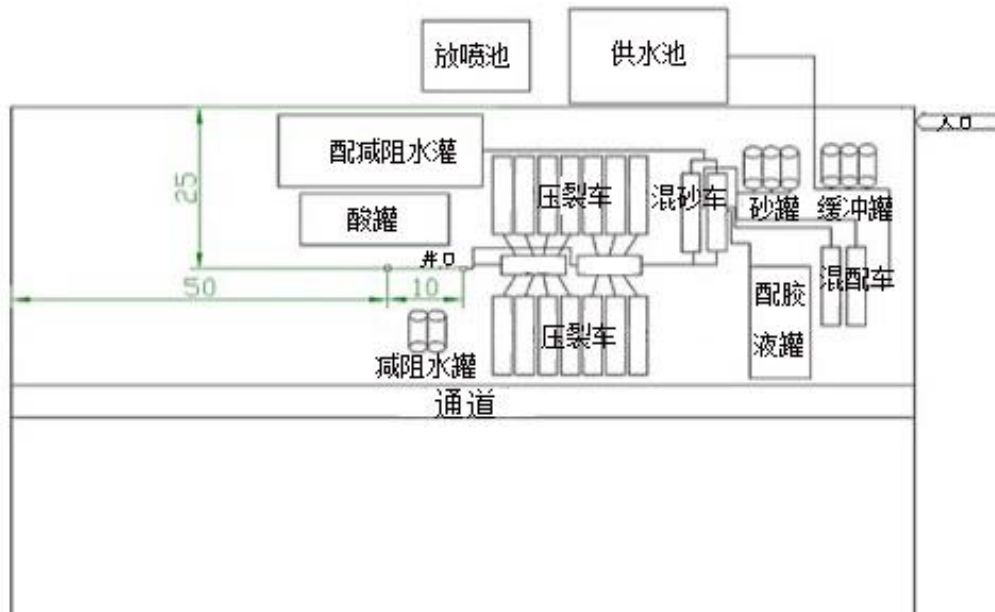 放喷池
供水池
入口
配减阻水灌
压裂车
混砂车
砂罐
缓冲罐
25
酸罐
井口
50
10
配胶
液罐
混配车
压裂车
减阻水罐
通道